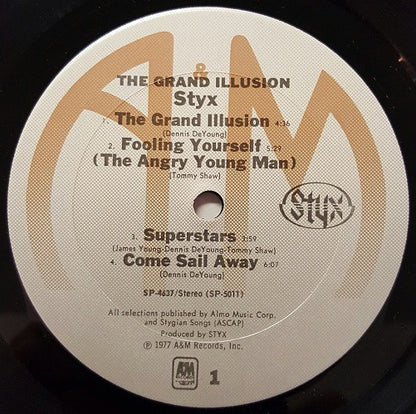 A&M
THE GRAND ILLUSION
Styx
1. The Grand Illusion 4:36
(Dennis DeYoung)
2. Fooling Yourself 5:29
(The Angry Young Man)
(Tommy Shaw)
Styx
3. Superstars 3:59
(James Young-Dennis DeYoung-Tommy Shaw)
4. Come Sail Away 6:07
(Dennis DeYoung)
SP-4637/Stereo (SP-5011)
All selections published by Almo Music Corp.
and Stygian Songs (ASCAP)
Produced by STYX
℗ 1977 A&M Records, Inc.
A&M
RECORDS
1